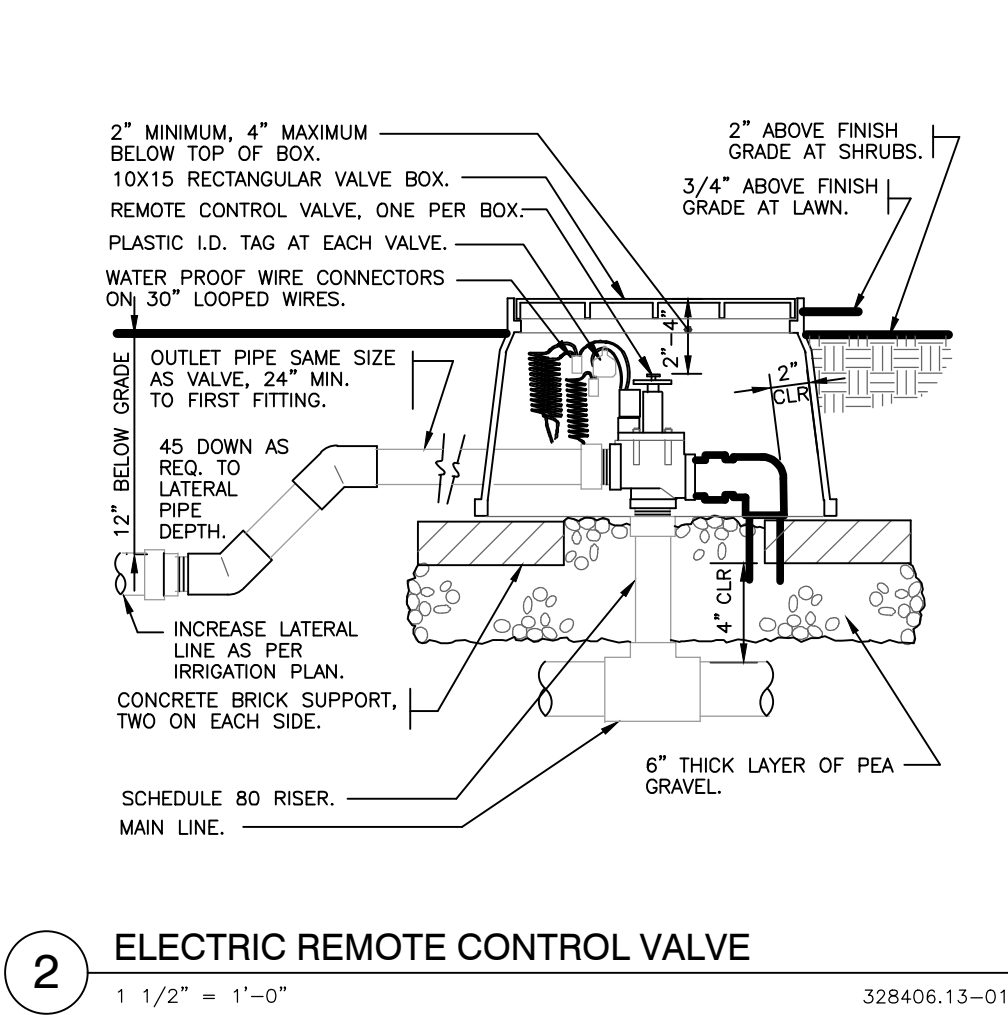 2” MINIMUM, 4” MAXIMUM
BELOW TOP OF BOX.
10X15 RECTANGULAR VALVE BOX.
REMOTE CONTROL VALVE, ONE PER BOX.
PLASTIC I.D. TAG AT EACH VALVE.
WATER PROOF WIRE CONNECTORS
ON 30” LOOPED WIRES.
2” ABOVE FINISH
GRADE AT SHRUBS.
3/4” ABOVE FINISH
GRADE AT LAWN.
2”–4”
2”
CLR
12” BELOW GRADE
OUTLET PIPE SAME SIZE
AS VALVE, 24” MIN.
TO FIRST FITTING.
45 DOWN AS
REQ. TO
LATERAL
PIPE
DEPTH.
4” CLR
INCREASE LATERAL
LINE AS PER
IRRIGATION PLAN.
CONCRETE BRICK SUPPORT,
TWO ON EACH SIDE.
6” THICK LAYER OF PEA
GRAVEL.
SCHEDULE 80 RISER.
MAIN LINE.
2
ELECTRIC REMOTE CONTROL VALVE
1 1/2” = 1’–0”
328406.13–01